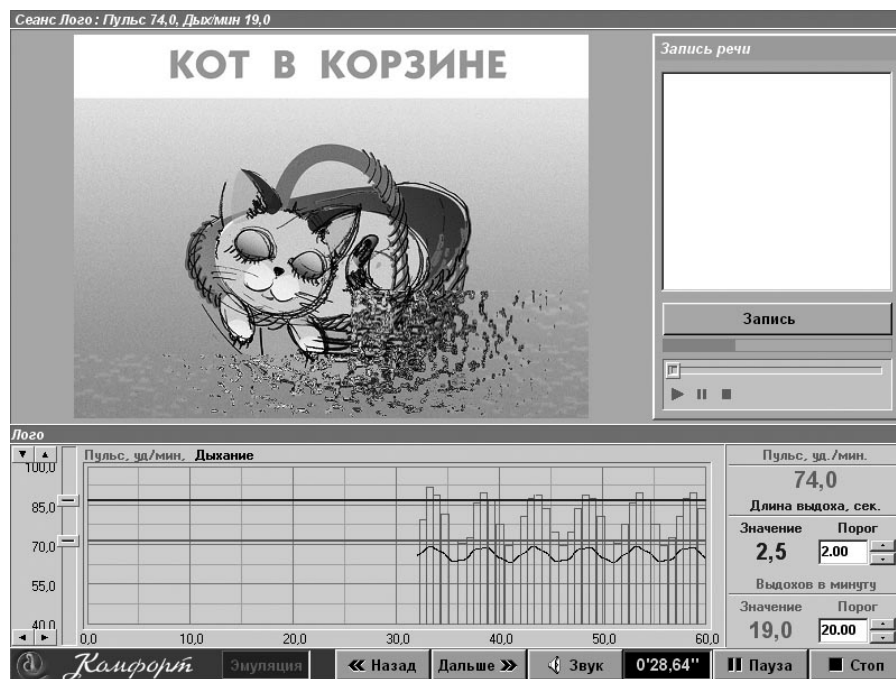 Сеанс Лого : Пульс 74,0, Дых/мин 19,0
КОТ В КОРЗИНЕ
Запись речи
Запись
Лого
Пульс, уд/мин, Дыхание
100,0
85,0
70,0
55,0
40,0
0,0 10,0 20,0 30,0 40,0 50,0 60,0
Пульс, уд./мин.
74,0
Длина выдоха, сек.
Значение Порог
2,5 2.00
Выдохов в минуту
Значение Порог
19,0 20.00
Комфорт Эмуляция Назад Дальше Звук 0'28,64'' Пауза Стоп